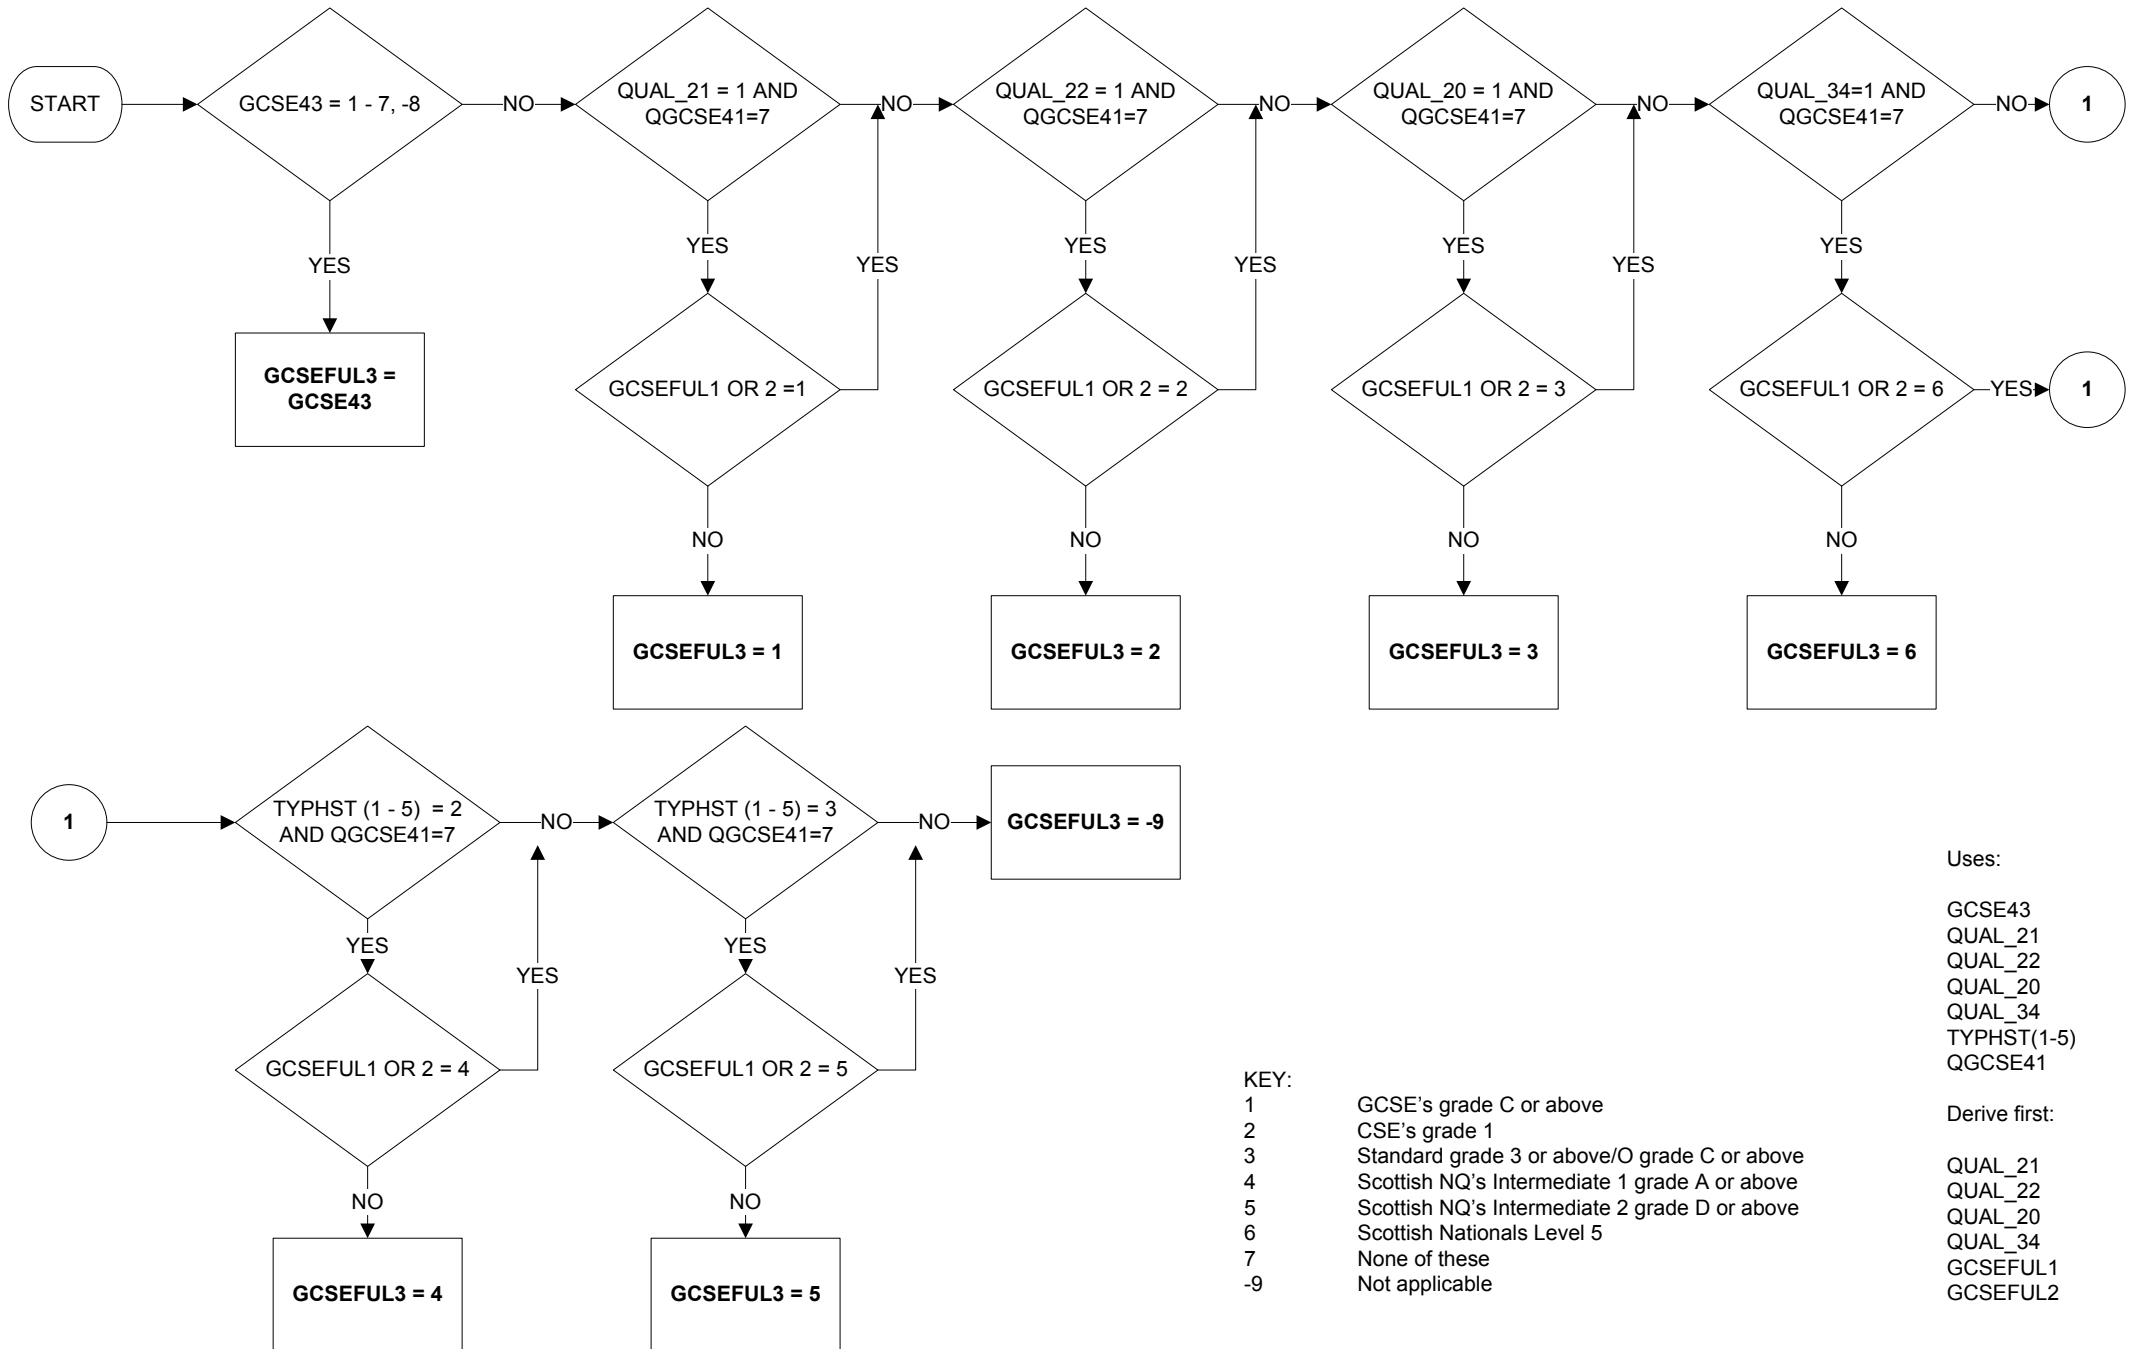 START
GCSE43 = 1 - 7, -8
NO
QUAL_21 = 1 AND
QGCSE41=7
NO
QUAL_22 = 1 AND
QGCSE41=7
NO
QUAL_20 = 1 AND
QGCSE41=7
NO
QUAL_34=1 AND
QGCSE41=7
NO
1
YES
YES
YES
YES
YES
YES
YES
YES
GCSEFUL3 =
GCSE43
GCSEFUL1 OR 2 =1
GCSEFUL1 OR 2 = 2
GCSEFUL1 OR 2 = 3
GCSEFUL1 OR 2 = 6
YES
1
NO
NO
NO
NO
GCSEFUL3 = 1
GCSEFUL3 = 2
GCSEFUL3 = 3
GCSEFUL3 = 6
1
TYPHST (1 - 5)  = 2
AND QGCSE41=7
NO
TYPHST (1 - 5) = 3
AND QGCSE41=7
NO
GCSEFUL3 = -9
YES
YES
YES
YES
GCSEFUL1 OR 2 = 4
GCSEFUL1 OR 2 = 5
NO
NO
GCSEFUL3 = 4
GCSEFUL3 = 5
KEY:
1 GCSE's grade C or above
2 CSE's grade 1
3 Standard grade 3 or above/O grade C or above
4 Scottish NQ's Intermediate 1 grade A or above
5 Scottish NQ's Intermediate 2 grade D or above
6 Scottish Nationals Level 5
7 None of these
-9 Not applicable
Uses:
GCSE43
QUAL_21
QUAL_22
QUAL_20
QUAL_34
TYPHST(1-5)
QGCSE41
Derive first:
QUAL_21
QUAL_22
QUAL_20
QUAL_34
GCSEFUL1
GCSEFUL2